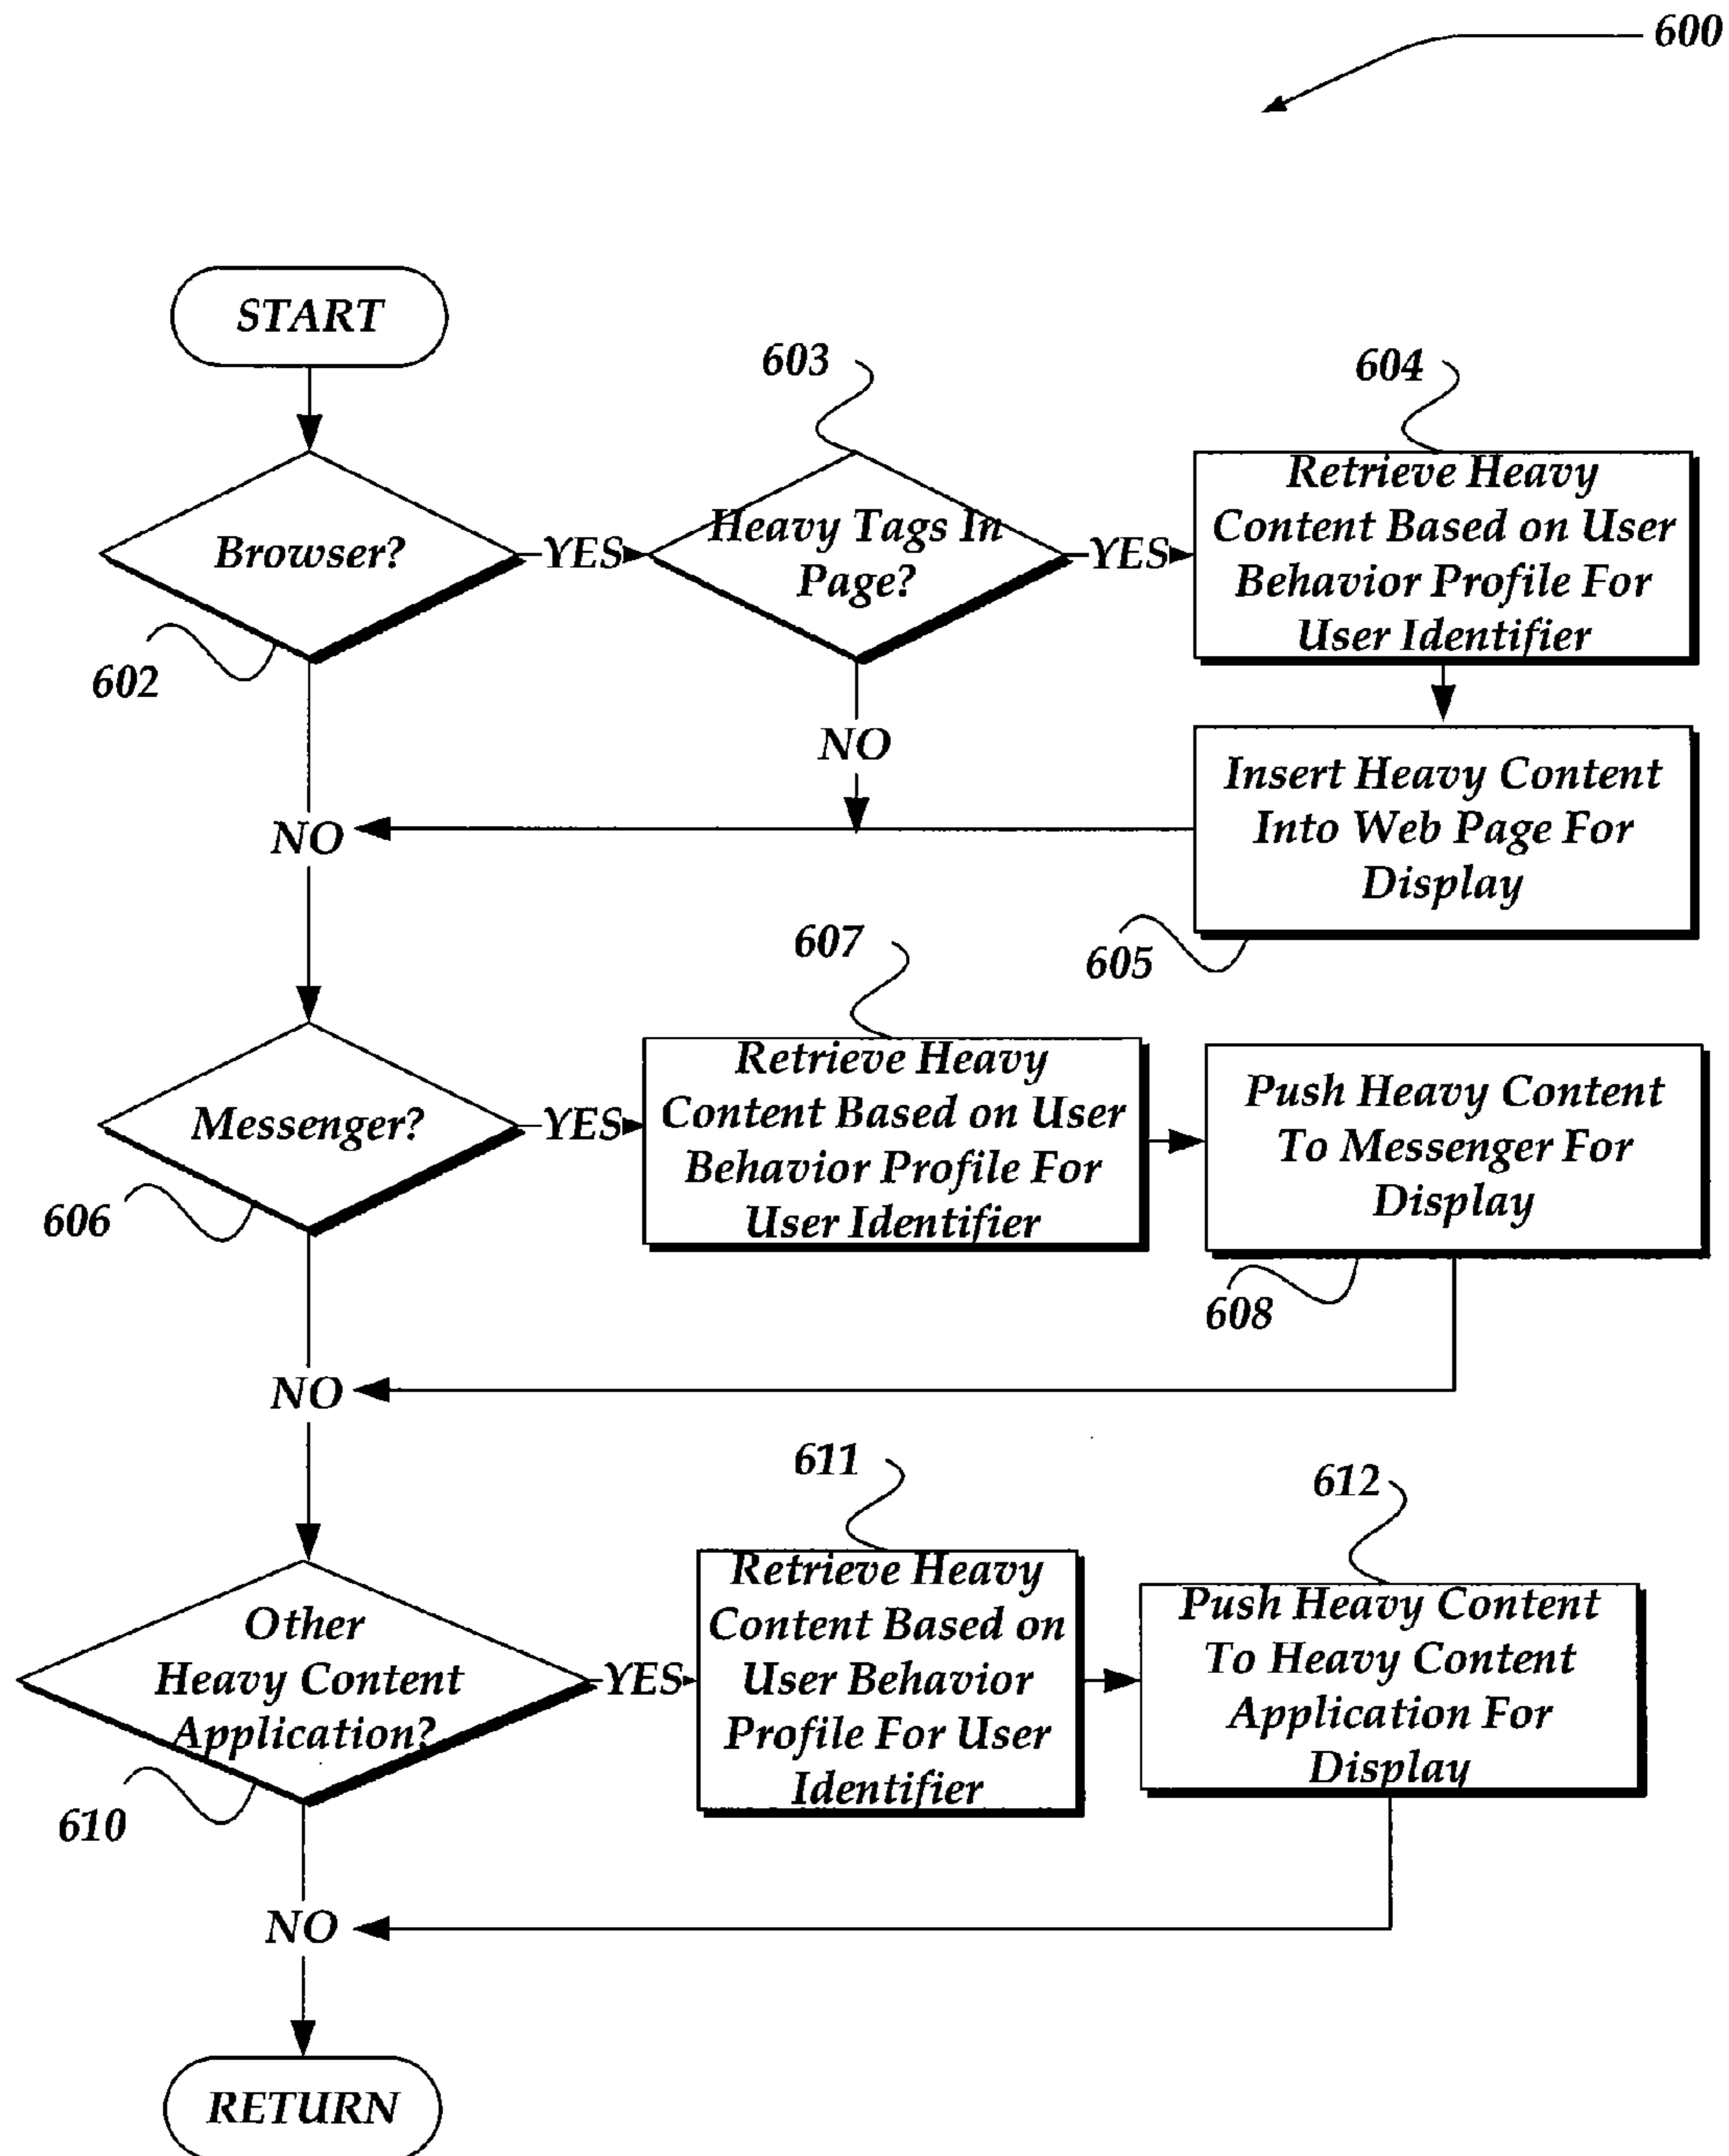 600
START
603
604
Browser?
YES
Heavy Tags In
Page?
YES
Retrieve Heavy
Content Based on User
Behavior Profile For
User Identifier
602
NO
Insert Heavy Content
Into Web Page For
Display
NO
605
607
Messenger?
YES
Retrieve Heavy
Content Based on User
Behavior Profile For
User Identifier
Push Heavy Content
To Messenger For
Display
606
608
NO
611
612
Other
Heavy Content
Application?
YES
Retrieve Heavy
Content Based on
User Behavior
Profile For User
Identifier
Push Heavy Content
To Heavy Content
Application For
Display
610
NO
RETURN